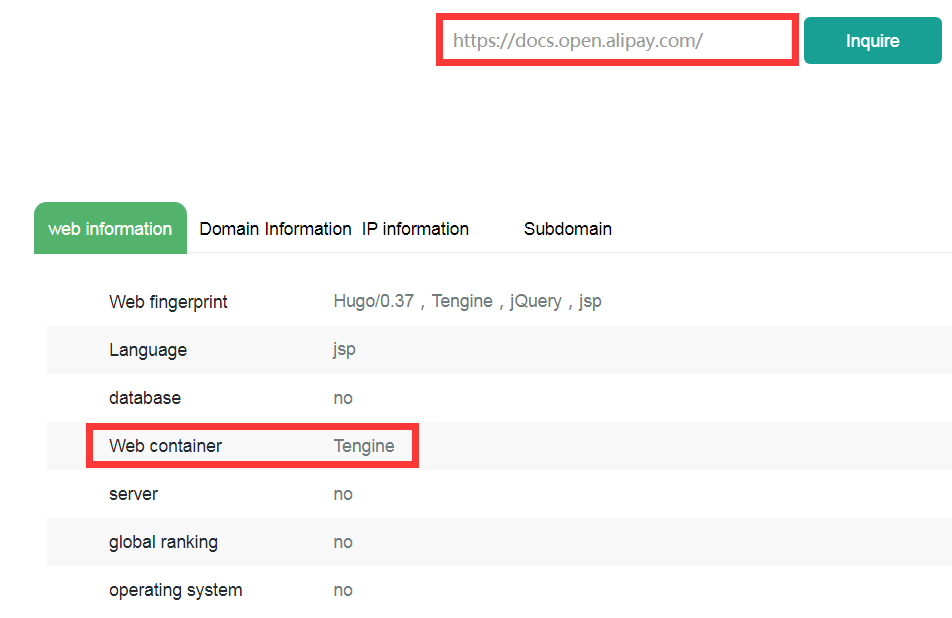 https://docs.open.alipay.com/ Inquire
web information Domain Information IP information Subdomain
Web fingerprint Hugo/0.37 , Tengine , jQuery , jsp
Language jsp
database no
Web container Tengine
server no
global ranking no
operating system no